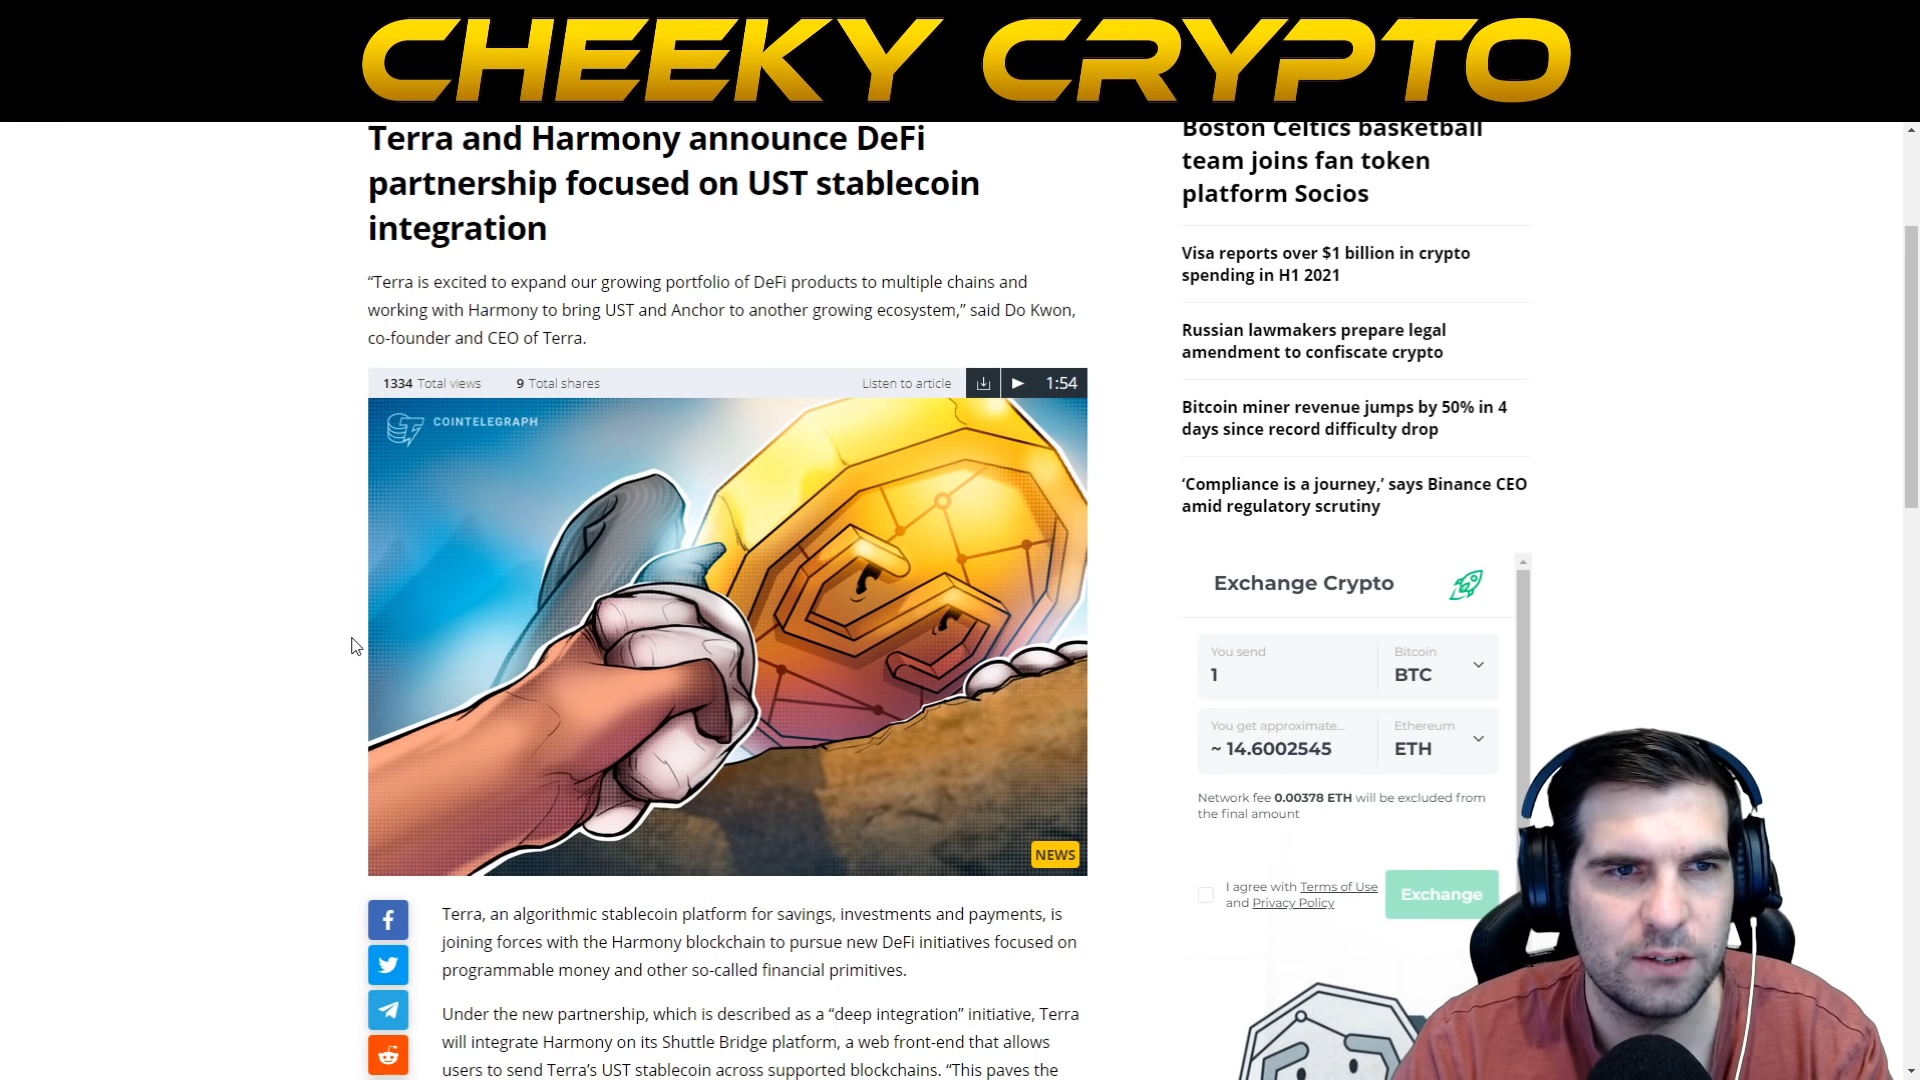 CHEEKY CRYPTO
Terra and Harmony announce DeFi
partnership focused on UST stablecoin
integration
“Terra is excited to expand our growing portfolio of DeFi products to multiple chains and
working with Harmony to bring UST and Anchor to another growing ecosystem,” said Do Kwon,
co-founder and CEO of Terra.
1334 Total views 9 Total shares Listen to article 1:54
COINTELEGRAPH
NEWS
Terra, an algorithmic stablecoin platform for savings, investments and payments, is
joining forces with the Harmony blockchain to pursue new DeFi initiatives focused on
programmable money and other so-called financial primitives.
Under the new partnership, which is described as a “deep integration” initiative, Terra
will integrate Harmony on its Shuttle Bridge platform, a web front-end that allows
users to send Terra’s UST stablecoin across supported blockchains. “This paves the
Boston Celtics basketball
team joins fan token
platform Socios
Visa reports over $1 billion in crypto
spending in H1 2021
Russian lawmakers prepare legal
amendment to confiscate crypto
Bitcoin miner revenue jumps by 50% in 4
days since record difficulty drop
‘Compliance is a journey,’ says Binance CEO
amid regulatory scrutiny
Exchange Crypto
You send Bitcoin
1 BTC
You get approximate... Ethereum
~ 14.6002545 ETH
Network fee 0.00378 ETH will be excluded from
the final amount
I agree with Terms of Use
and Privacy Policy
Exchange